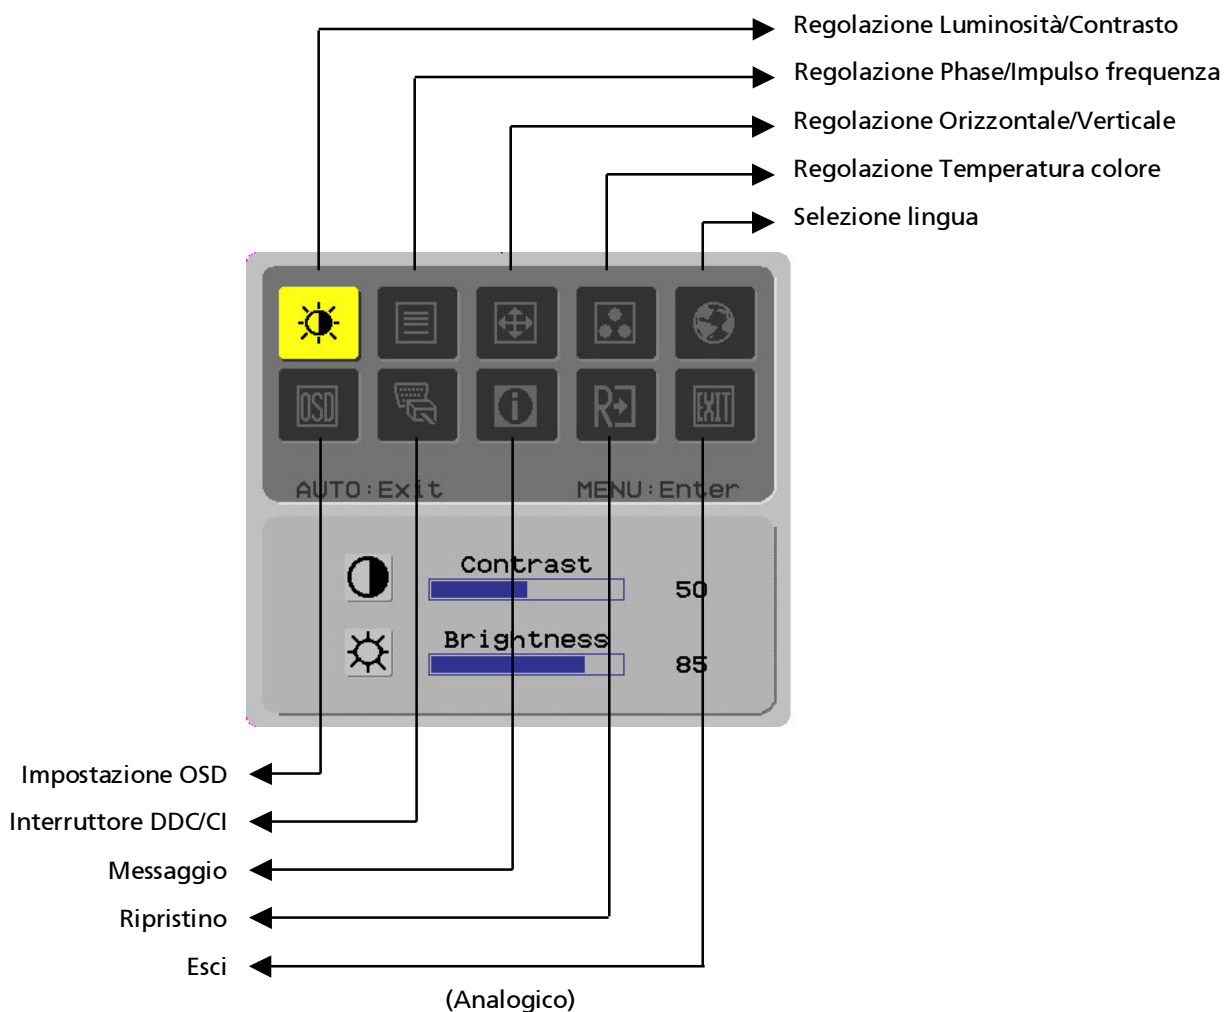 Regolazione Luminosità/Contrasto
Regolazione Phase/Impulso frequenza
Regolazione Orizzontale/Verticale
Regolazione Temperatura colore
Selezione lingua
OSD
R
EXIT
AUTO:Exit MENU:Enter
Contrast
50
Brightness
85
Impostazione OSD
Interruttore DDC/CI
Messaggio
Ripristino
Esci
(Analogico)